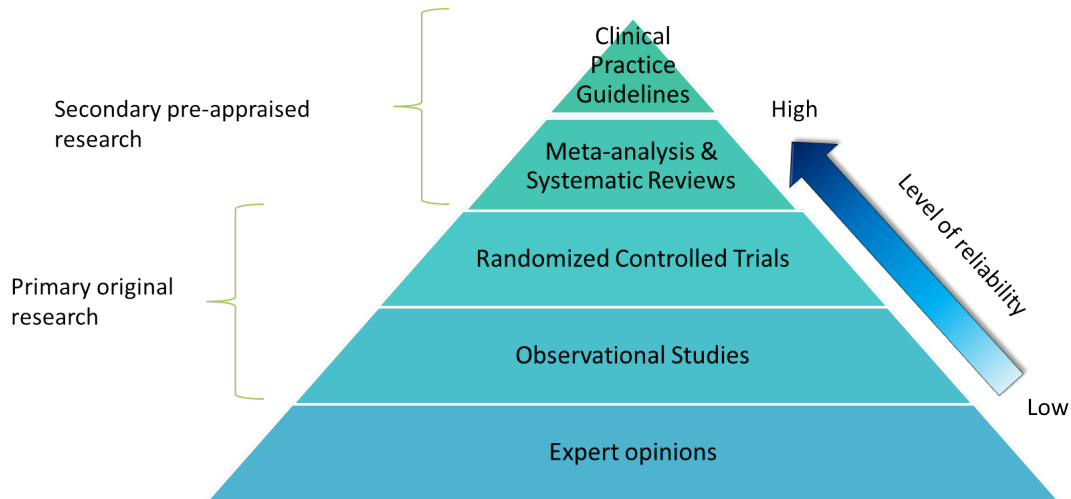 Clinical
Practice
Guidelines
Secondary pre-appraised
research
High
Meta-analysis &
Systematic Reviews
Level of reliability
Randomized Controlled Trials
Primary original
research
Observational Studies
Low
Expert opinions